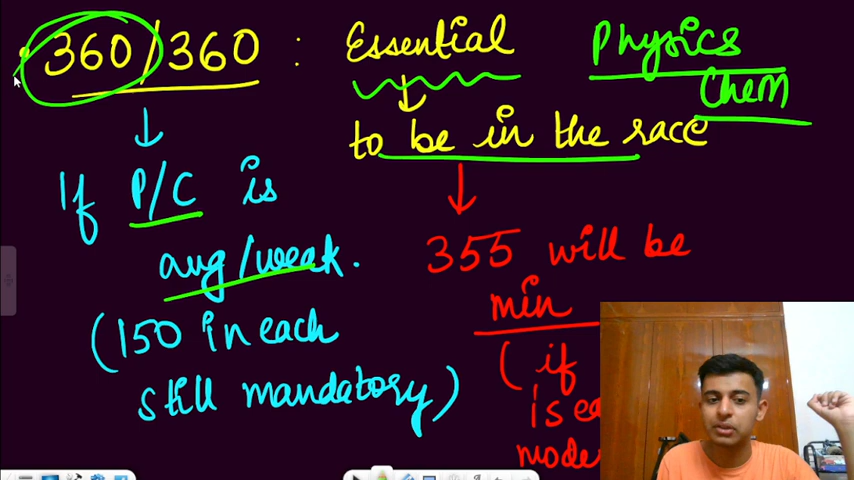 360/360 : Essential Physics
Chem
to be in the race
If P/C is
avg/weak.
(150 in each
still mandatory)
355 will be
min
(if
is